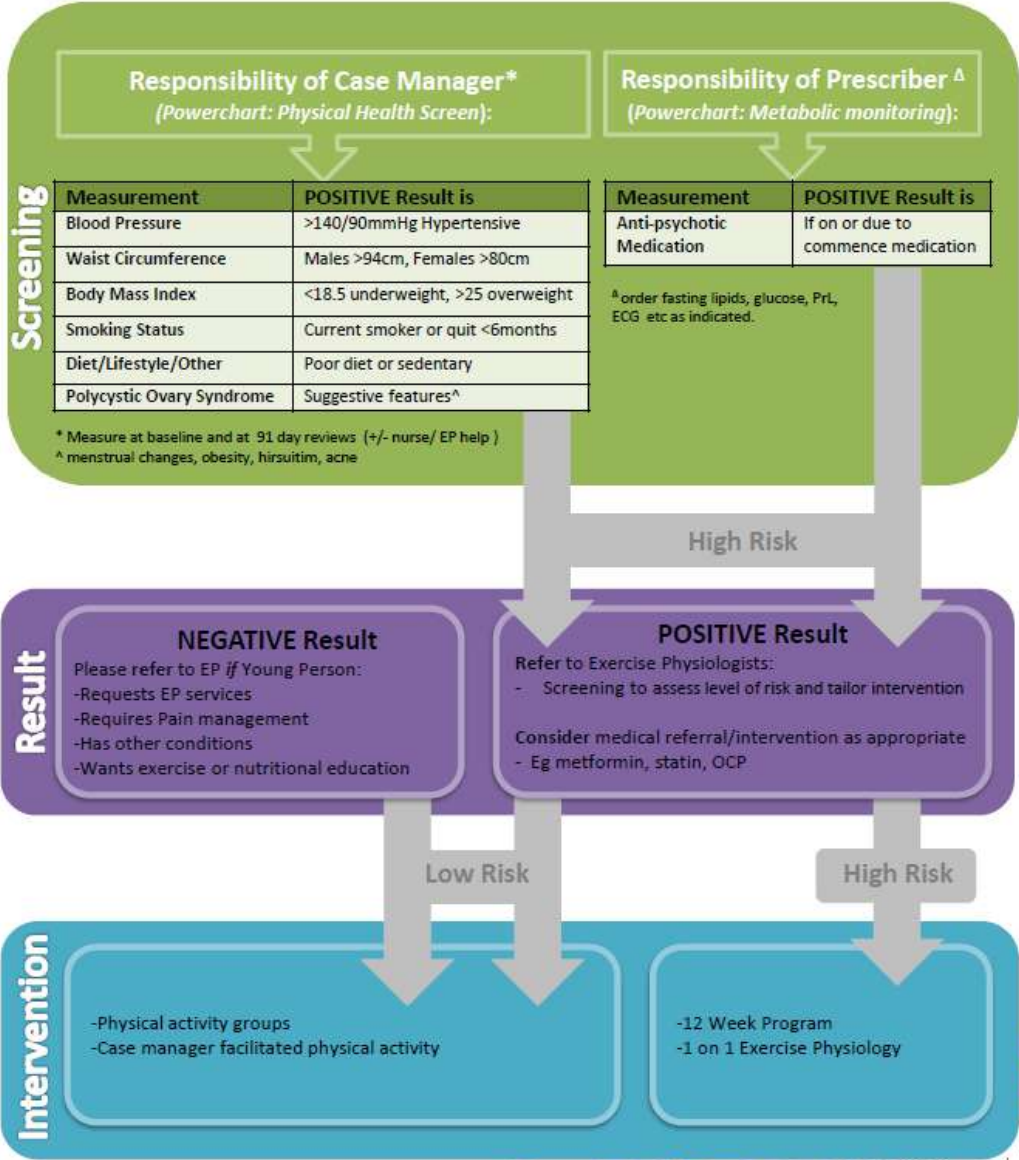 Screening
Responsibility of Case Manager*
(Powerchart: Physical Health Screen):
Measurement POSITIVE Result is
Blood Pressure >140/90mmHg Hypertensive
Waist Circumference Males >94cm, Females >80cm
Body Mass Index <18.5 underweight, >25 overweight
Smoking Status Current smoker or quit <6months
Diet/Lifestyle/Other Poor diet or sedentary
Polycystic Ovary Syndrome Suggestive features^
* Measure at baseline and at 91 day reviews (+/- nurse/ EP help )
^ menstrual changes, obesity, hirsuitim, acne
Responsibility of Prescriber Δ
(Powerchart: Metabolic monitoring):
Measurement POSITIVE Result is
Anti-psychotic If on or due to
Medication commence medication
Δ order fasting lipids, glucose, PrL,
ECG etc as indicated.
High Risk
Result
NEGATIVE Result
Please refer to EP if Young Person:
-Requests EP services
-Requires Pain management
-Has other conditions
-Wants exercise or nutritional education
POSITIVE Result
Refer to Exercise Physiologists:
- Screening to assess level of risk and tailor intervention
Consider medical referral/intervention as appropriate
- Eg metformin, statin, OCP
Low Risk
High Risk
Intervention
-Physical activity groups
-Case manager facilitated physical activity
-12 Week Program
-1 on 1 Exercise Physiology